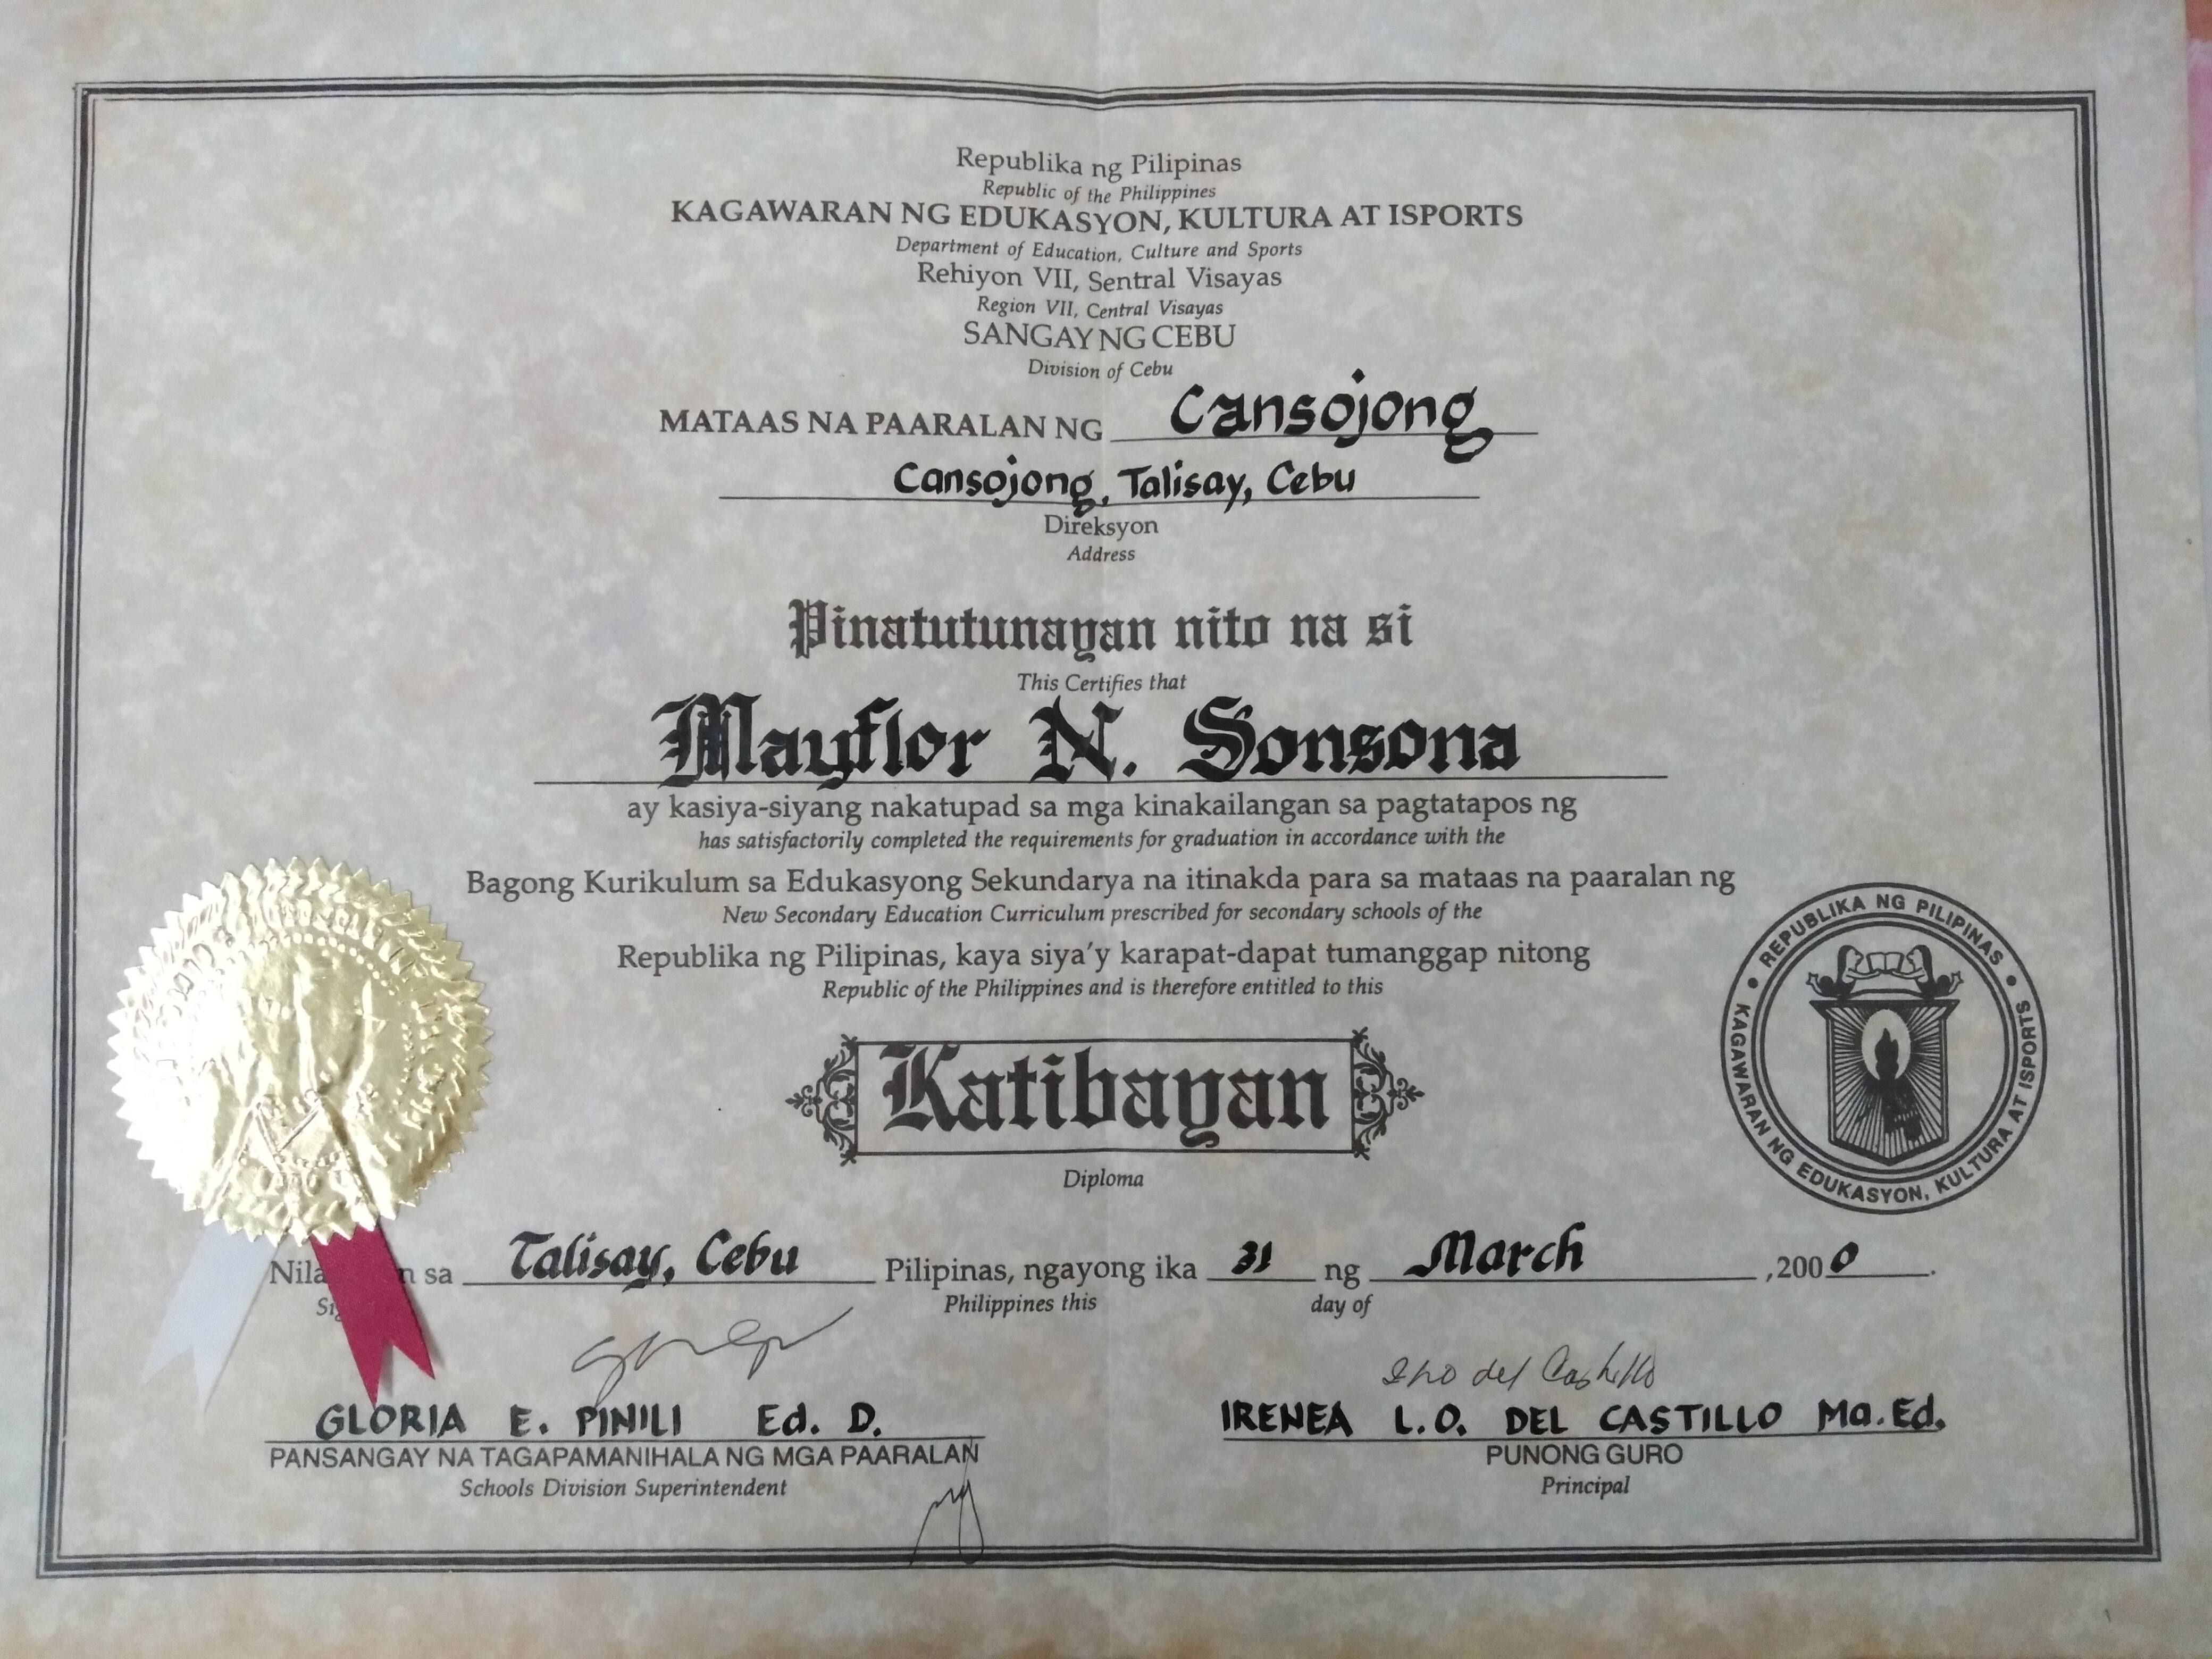 Republika ng Pilipinas
Republic of the Philippines
KAGAWARAN NG EDUKASYON, KULTURA AT ISPORTS
Department of Education, Culture and Sports
Rehiyon VII, Sentral Visayas
Region VII, Central Visayas
SANGAY NG CEBU
Division of Cebu
MATAAS NA PAARALAN NG Cansojong
Cansojong, Talisay, Cebu
Direksyon
Address
Pinatutunayan nito na si
This Certifies that
Mayflor N. Sonsona
ay kasiya-siyang nakatupad sa mga kinakailangan sa pagtatapos ng
has satisfactorily completed the requirements for graduation in accordance with the
Bagong Kurikulum sa Edukasyong Sekundarya na itinakda para sa mataas na paaralan ng
New Secondary Education Curriculum prescribed for secondary schools of the
Republika ng Pilipinas, kaya siya'y karapat-dapat tumanggap nitong
Republic of the Philippines and is therefore entitled to this
REPUBLIKA NG PILIPINAS
KAGAWARAN NG EDUKASYON, KULTURA AT ISPORTS
Katibayan
Diploma
sa Talisay, Cebu Pilipinas, ngayong ika 31 ng March ,2000.
Philippines this day of
GLORIA E. PINILI Ed. D.
PANSANGAY NA TAGAPAMANIHALA NG MGA PAARALAN
Schools Division Superintendent
del Castillo
IRENEA L.O. DEL CASTILLO Ma.Ed.
PUNONG GURO
Principal